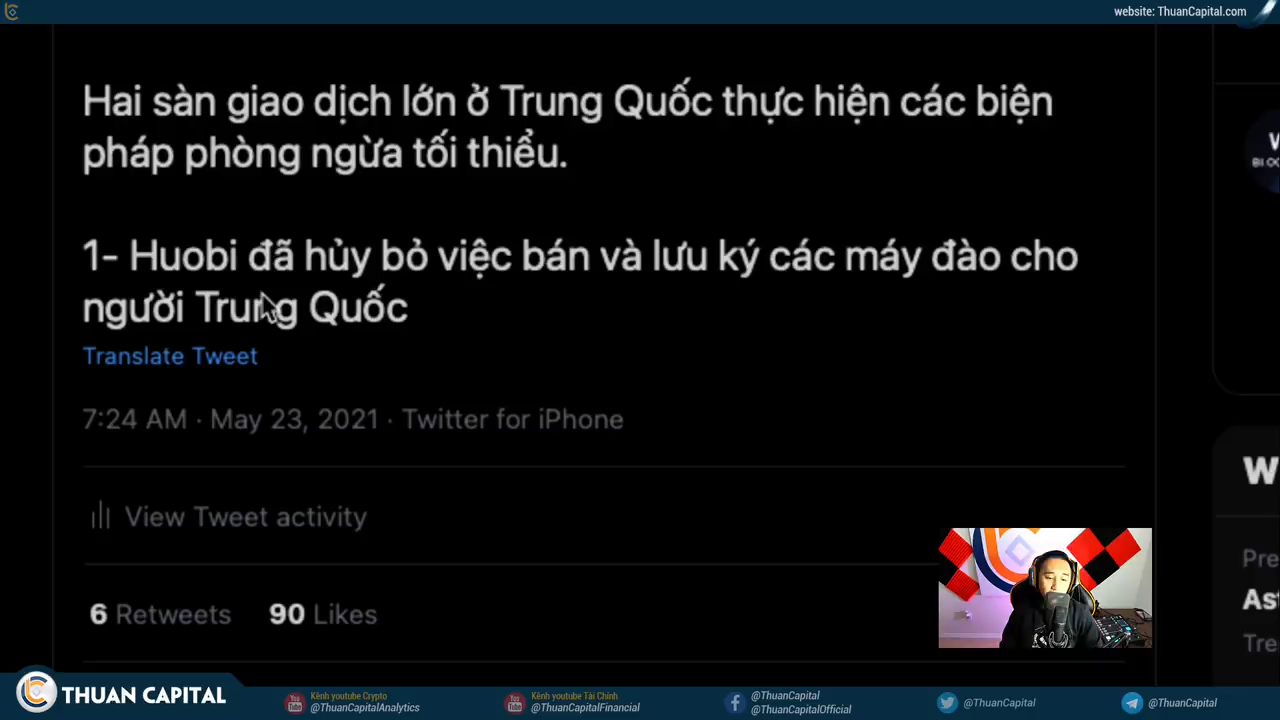 website: ThuanCapital.com
Hai sàn giao dịch lớn ở Trung Quốc thực hiện các biện
pháp phòng ngừa tối thiểu.
1- Huobi đã hủy bỏ việc bán và lưu ký các máy đào cho
người Trung Quốc
Translate Tweet
7:24 AM · May 23, 2021 · Twitter for iPhone
View Tweet activity
6 Retweets 90 Likes
THUAN CAPITAL
Kênh youtube Crypto
@ThuanCapitalAnalytics
Kênh youtube Tài Chính
@ThuanCapitalFinancial
@ThuanCapital
@ThuanCapitalOfficial
@ThuanCapital
@ThuanCapital